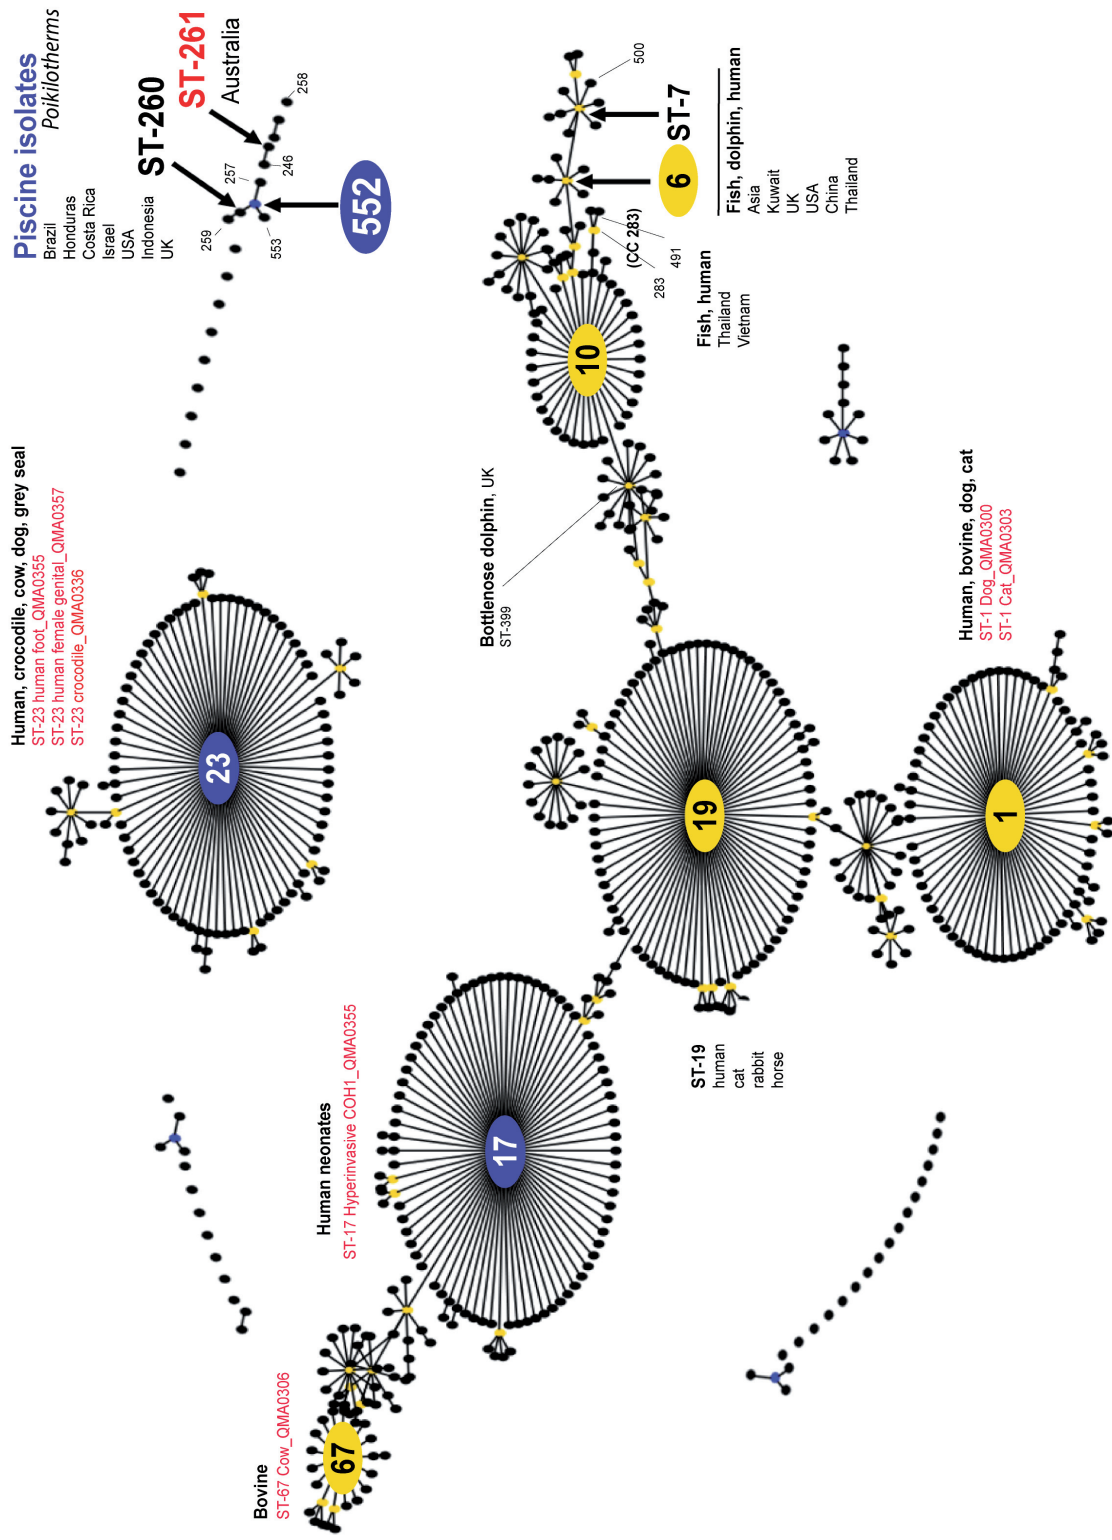 Bovine
ST-67 Cow_QMA0306
67
Human neonates
ST-17 Hyperinvasive COH1_QMA0355
17
Human, crocodile, cow, dog, grey seal
ST-23 human foot_QMA0355
ST-23 human female genital_QMA0357
ST-23 crocodile_QMA0336
23
Piscine isolates
Poikilotherms
Brazil
Honduras
Costa Rica
Israel
USA
Indonesia
UK
ST-260
ST-261
Australia
259
257
246
258
553
552
ST-19
human
cat
rabbit
horse
19
Bottlenose dolphin, UK
ST-399
10
(CC 283)
283
491
Fish, human
Thailand
Vietnam
6
ST-7
500
Fish, dolphin, human
Asia
Kuwait
UK
USA
China
Thailand
Human, bovine, dog, cat
ST-1 Dog_QMA0300
ST-1 Cat_QMA0303
1